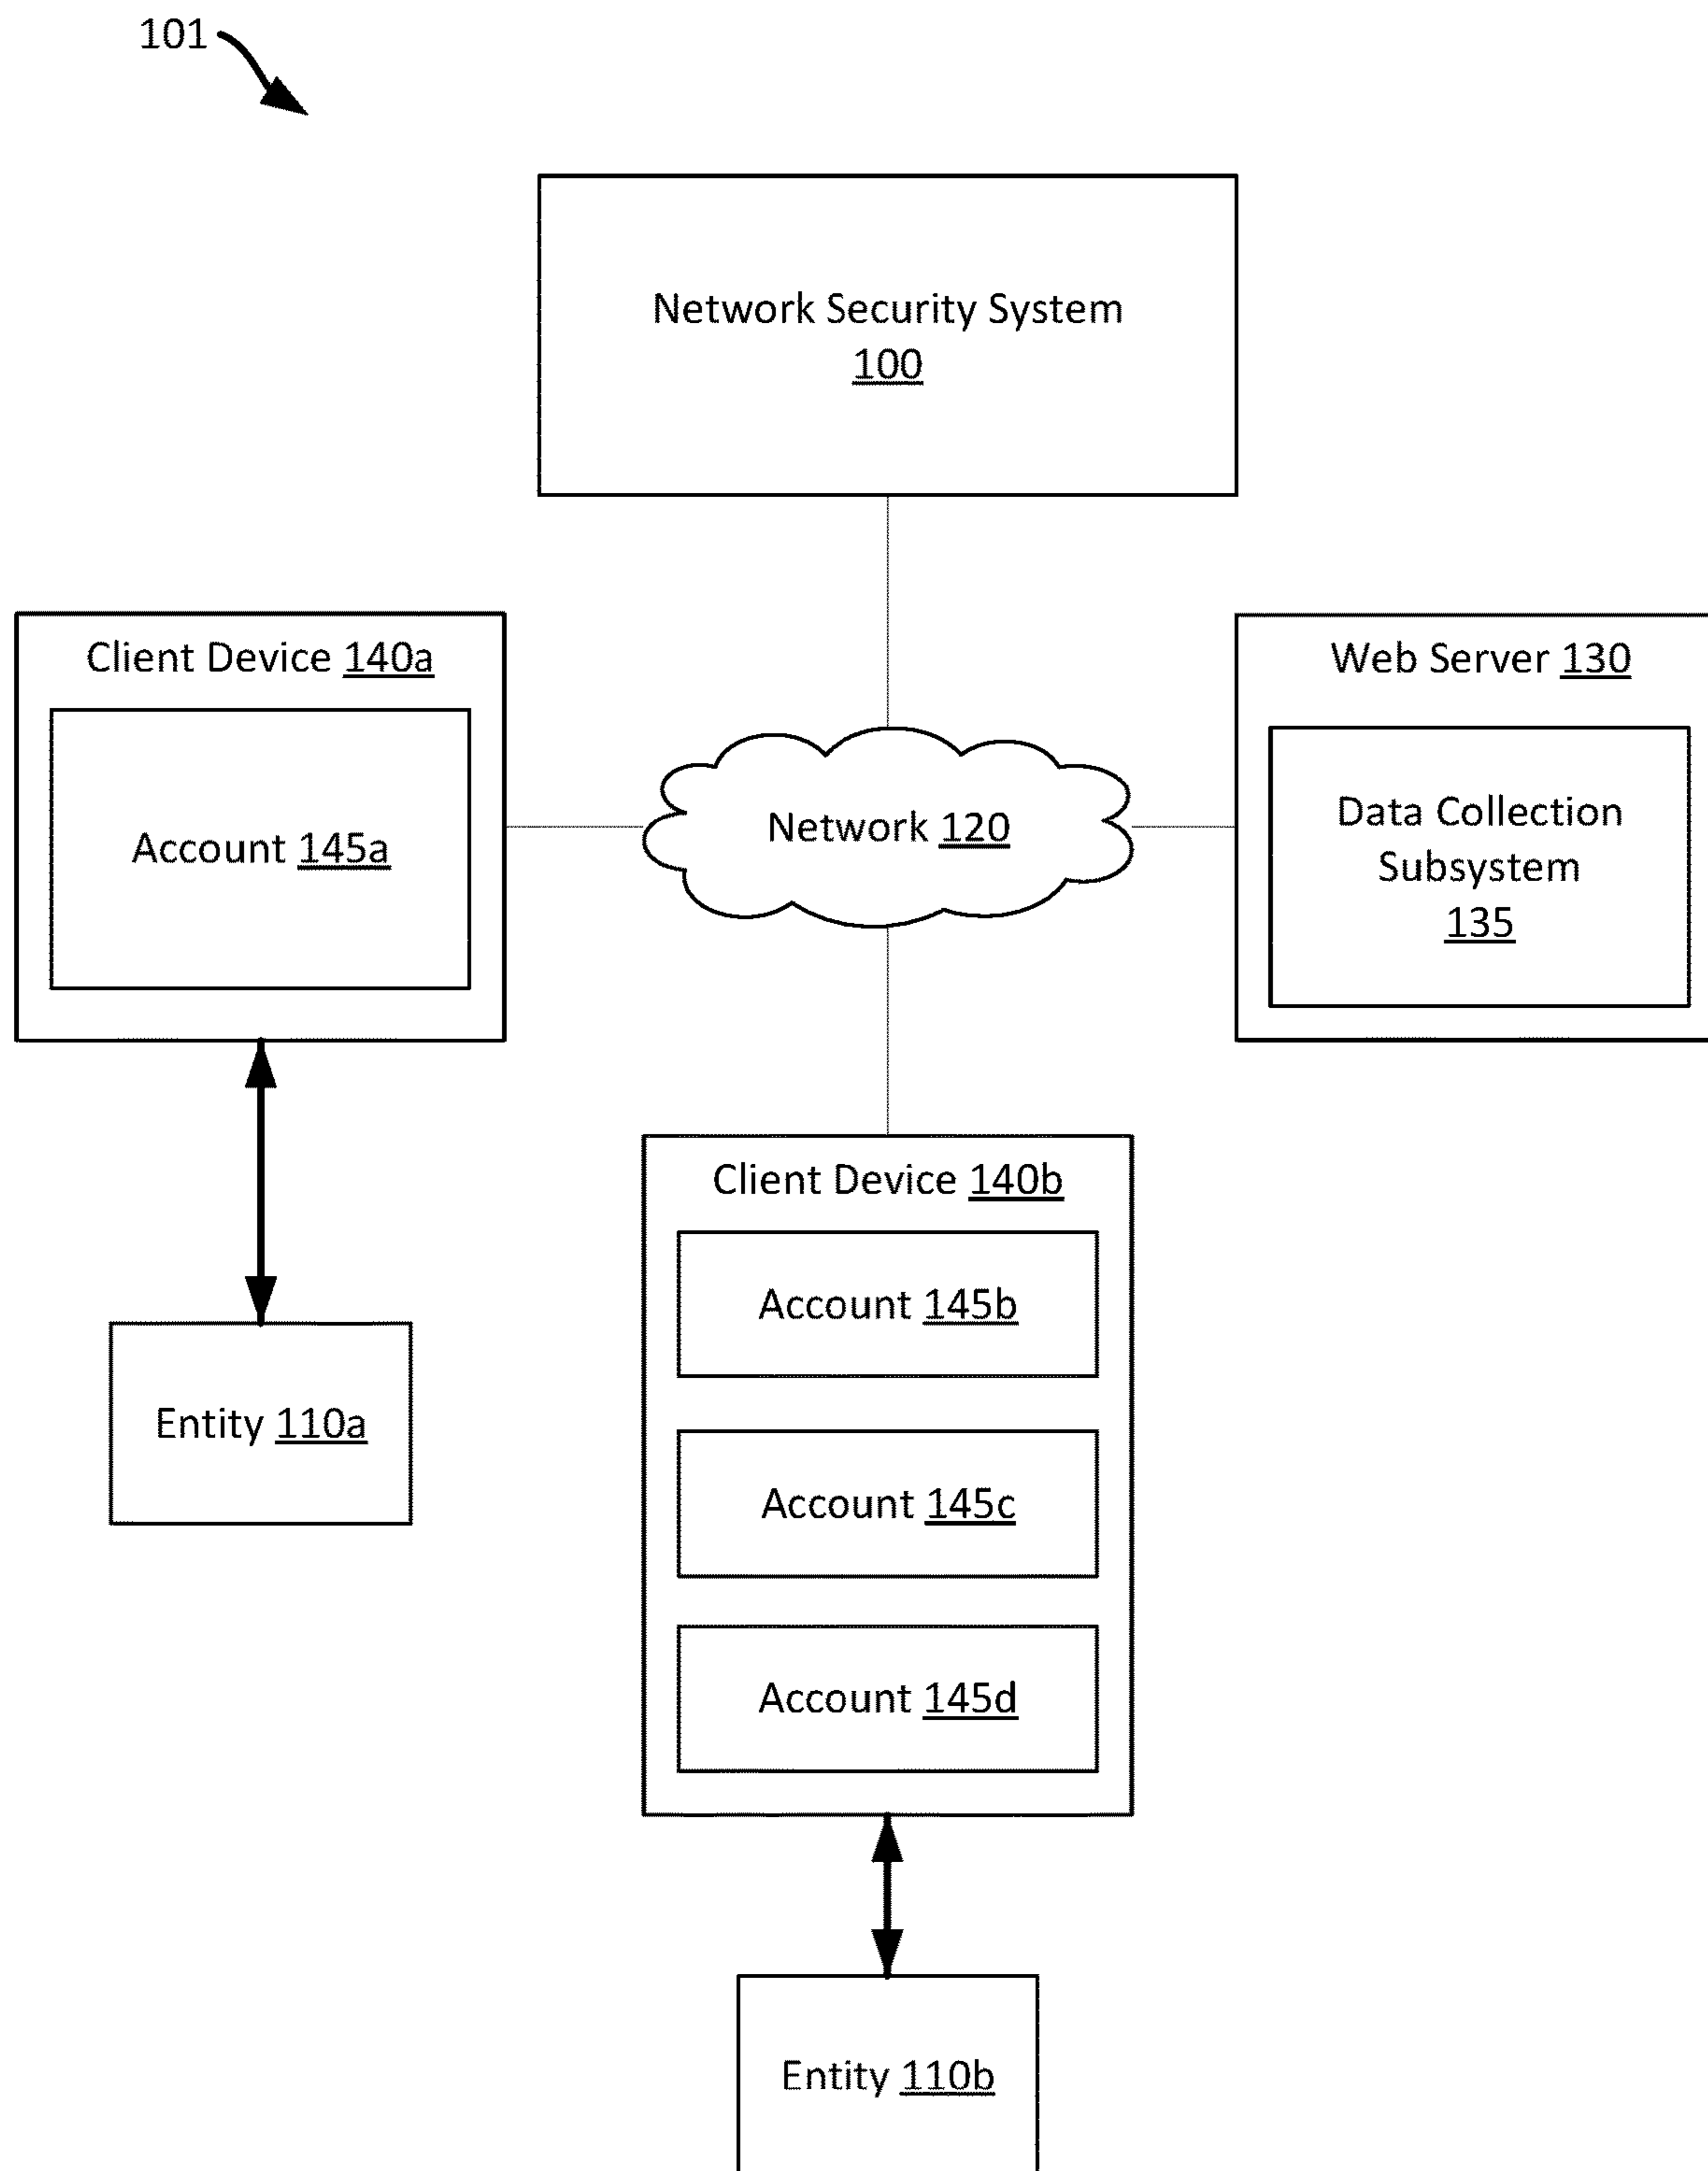 101
Network Security System
100
Client Device 140a
Account 145a
Network 120
Web Server 130
Data Collection
Subsystem
135
Entity 110a
Client Device 140b
Account 145b
Account 145c
Account 145d
Entity 110b